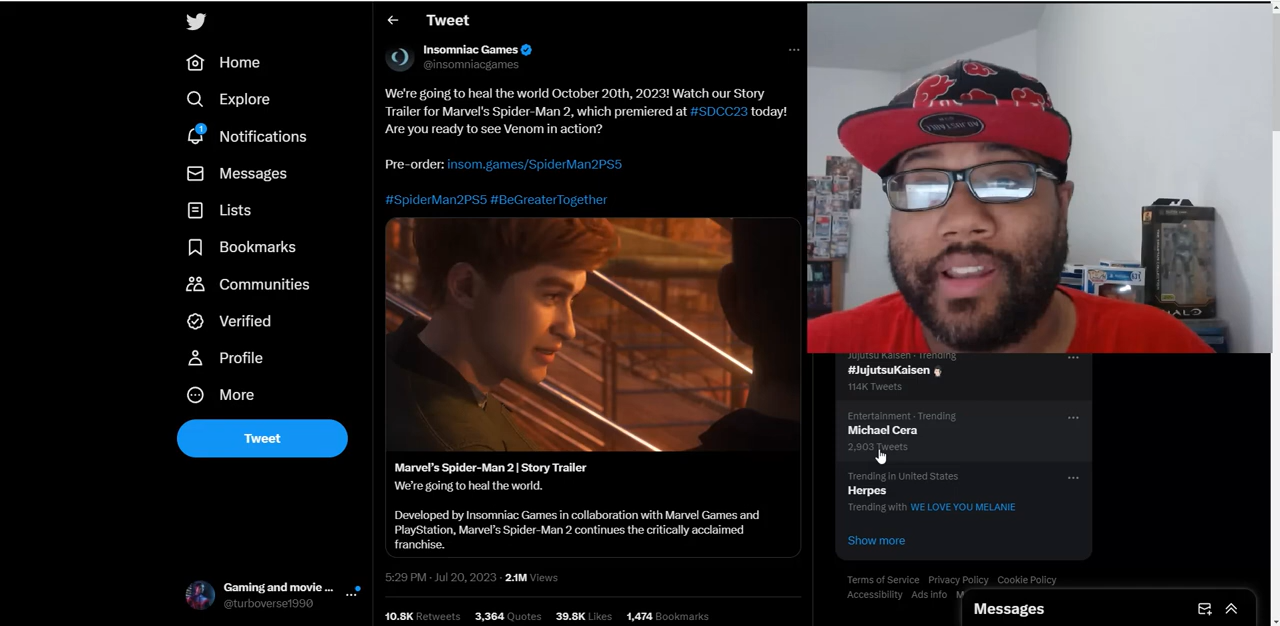 Home
Explore
1
Notifications
Messages
Lists
Bookmarks
Communities
Verified
Profile
More
Tweet
Gaming and movie ...
@turboverse1990
Tweet
Insomniac Games
@insomniacgames
We're going to heal the world October 20th, 2023! Watch our Story
Trailer for Marvel's Spider-Man 2, which premiered at #SDCC23 today!
Are you ready to see Venom in action?
Pre-order: insom.games/SpiderMan2PS5
#SpiderMan2PS5 #BeGreaterTogether
Marvel's Spider-Man 2 | Story Trailer
We're going to heal the world.
Developed by Insomniac Games in collaboration with Marvel Games and
PlayStation, Marvel's Spider-Man 2 continues the critically acclaimed
franchise.
5:29 PM · Jul 20, 2023 · 2.1M Views
10.8K Retweets 3,364 Quotes 39.8K Likes 1,474 Bookmarks
HALO
Jujutsu Kaisen · Trending
#JujutsuKaisen
114K Tweets
Entertainment · Trending
Michael Cera
2,903 Tweets
Trending in United States
Herpes
Trending with WE LOVE YOU MELANIE
Show more
Terms of Service Privacy Policy Cookie Policy
Accessibility Ads info M
Messages